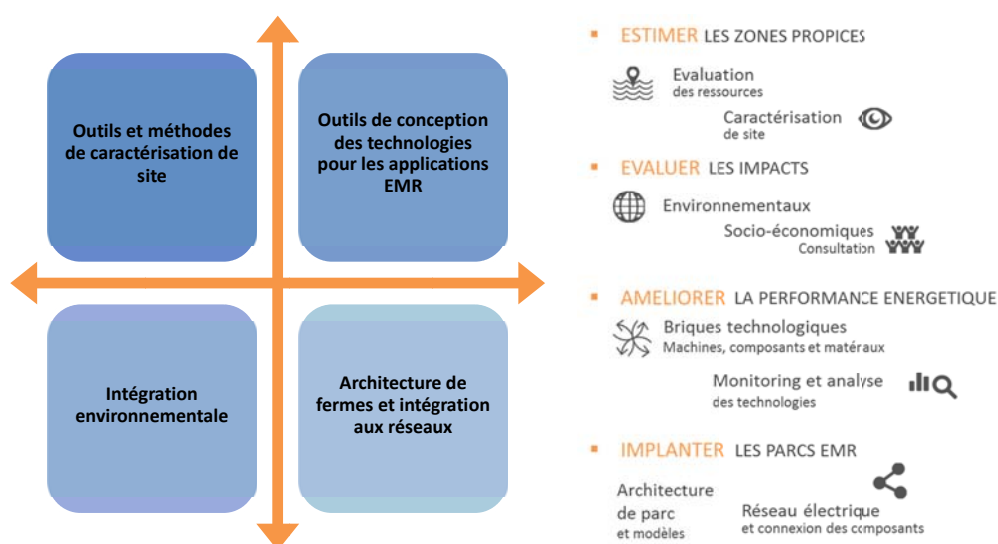 Outils et méthodes
de caractérisation de
site
Outils de conception
des technologies
pour les applications
EMR
Intégration
environnementale
Architecture de
fermes et intégration
aux réseaux
▪ ESTIMER LES ZONES PROPICES
Evaluation
des ressources
Caractérisation
de site
▪ EVALUER LES IMPACTS
Environnementaux
Socio-économiques
Consultation
▪ AMELIORER LA PERFORMANCE ENERGETIQUE
Briques technologiques
Machines, composants et matéraux
Monitoring et analyse
des technologies
▪ IMPLANTER LES PARCS EMR
Architecture
de parc
et modèles
Réseau électrique
et connexion des composants